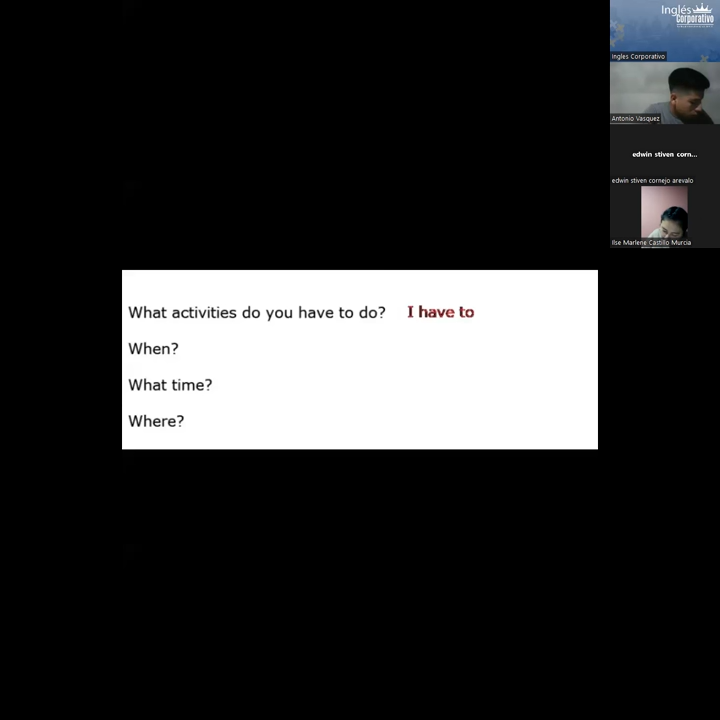 Inglés
Corporativo
Ingles Corporativo
Antonio Vasquez
edwin stiven corn...
edwin stiven cornejo arevalo
Ilse Marlene Castillo Murcia
What activities do you have to do? I have to
When?
What time?
Where?